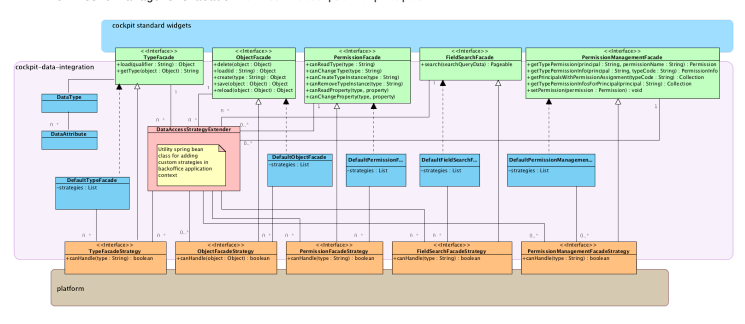 cockpit standard widgets
cockpit-data-integration
<<Interface>>
TypeFacade
+load(qualifier : String) : Object
+getType(object : Object) : String
<<Interface>>
ObjectFacade
+delete(object : Object)
+load(id : String) : Object
+create(type : String) : Object
+save(object : Object) : Object
+reload(object : Object) : Object
<<Interface>>
PermissionFacade
+canReadType(type : String)
+canChangeType(type : String)
+canCreateTypeInstance(type : String)
+canRemoveTypeInstance(type : String)
+canReadProperty(type, property)
+canChangeProperty(type, property)
<<Interface>>
FieldSearchFacade
+search(searchQueryData) : Pageable
<<Interface>>
PermissionManagementFacade
+getTypePermission(principal : String, permissionName : String) : Permission
+getTypePermissionInfo(principal : String, typeCode : String) : PermissionInfo
+getPrincipalWithPermissionAssignment(typeCode : String) : Collection
+getTypePermissionInfoForPrincipal(principal : String) : Collection
+setPermission(permission : Permission) : void
DataType
DataAttribute
0..*
0..*
1
1
1
1
1
DataAccessStrategyExtender
Utility spring bean
class for adding
custom strategies in
backoffice application
context
DefaultTypeFacade
-strategies : List
DefaultObjectFacade
-strategies : List
DefaultPermissionF...
-strategies : List
DefaultFieldSearchF...
-strategies : List
DefaultPermissionManagemen...
-strategies : List
<<Interface>>
TypeFacadeStrategy
+canHandle(type : String) : boolean
<<Interface>>
ObjectFacadeStrategy
+canHandle(object : Object) : boolean
<<Interface>>
PermissionFacadeStrategy
+canHandle(type : String) : boolean
<<Interface>>
FieldSearchFacadeStrategy
+canHandle(type : String) : boolean
<<Interface>>
PermissionManagementFacadeStrategy
+canHandle(type : String) : boolean
platform